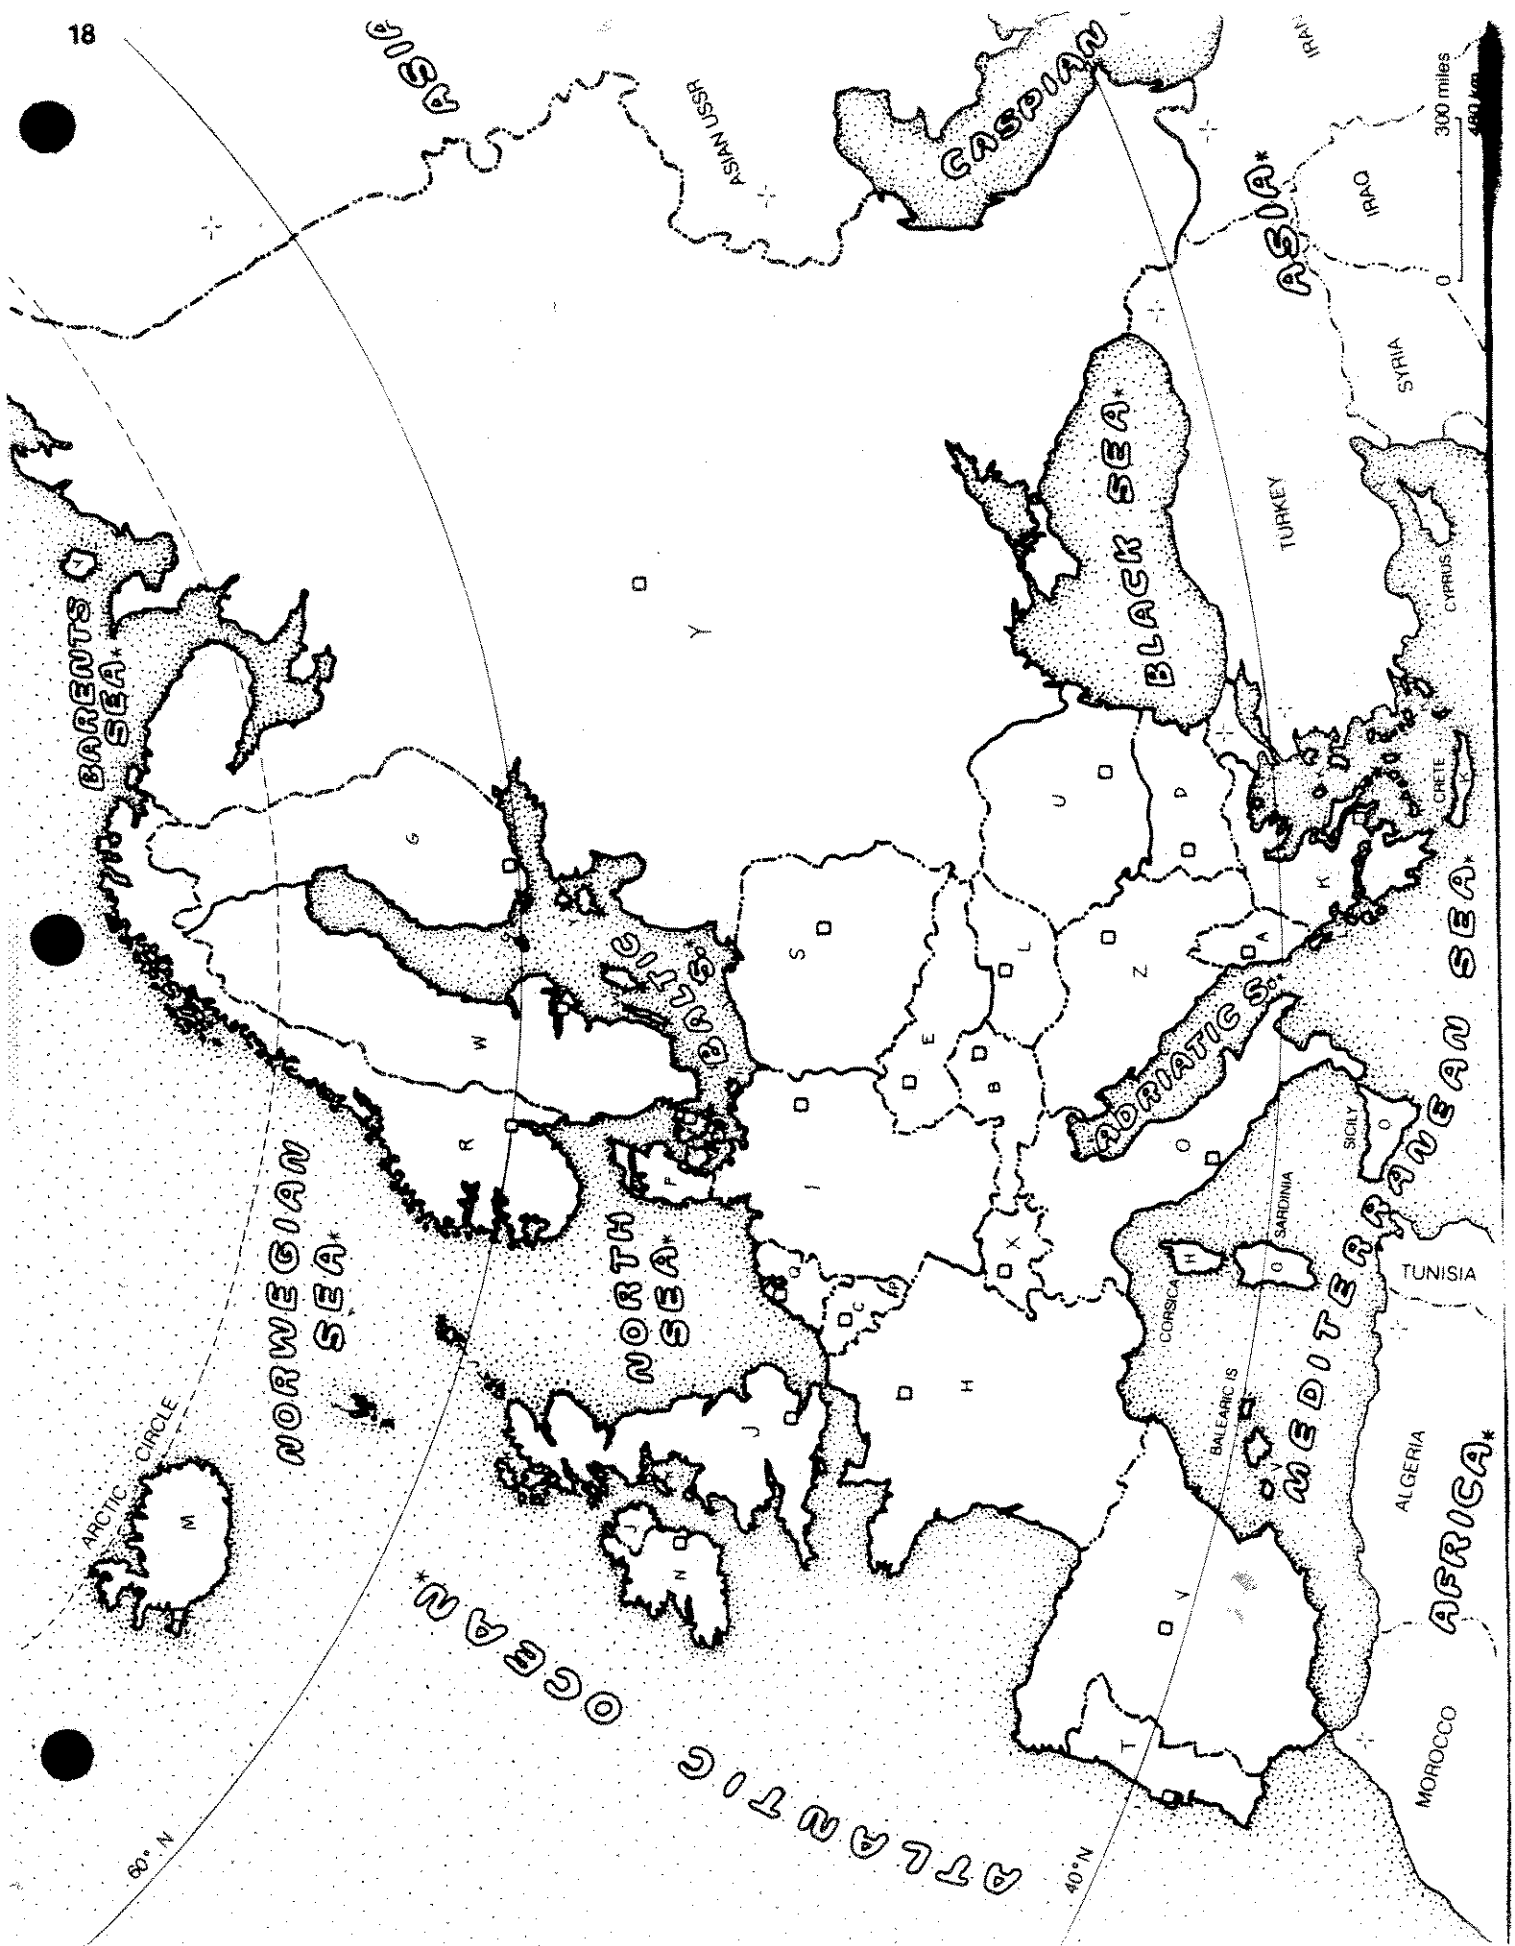 18
ASIA
ASIAN USSR
CASPIAN
IRAN
300 miles
480 km
0
ASIA*
IRAQ
SYRIA
BARENTS
SEA*
Y
BLACK SEA*
TURKEY
CYPRUS
Y
G
G
Y
U
D
CRETE
K
K
S
L
A
Z
BALTIC
S.*
W
W
E
B
ADRIATIC S.*
MEDITERRANEAN SEA*
NORWEGIAN
SEA*
R
F
I
O
SICILY
O
NORTH
SEA*
Q
C
P
X
CORSICA
H
SARDINIA
O
TUNISIA
ARCTIC CIRCLE
M
J
H
BALEARIC IS
V
ALGERIA
AFRICA*
J
N
ATLANTIC OCEAN*
V
T
MOROCCO
60° N
40° N